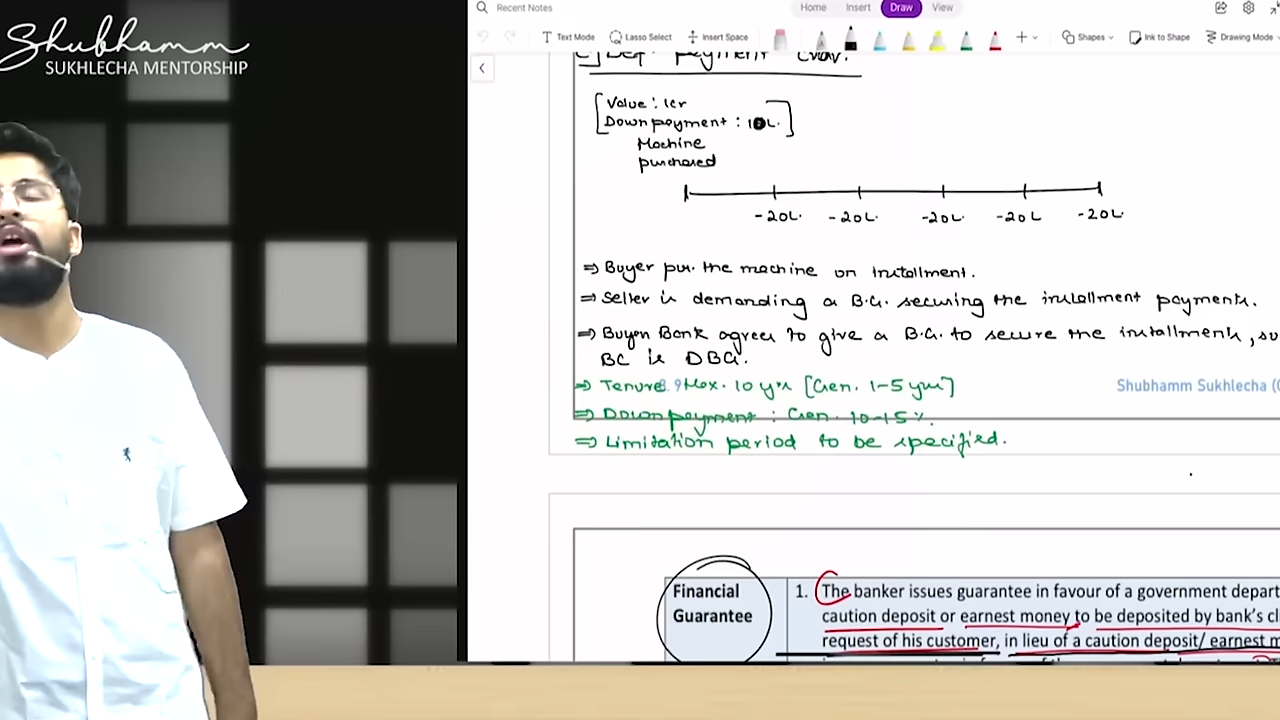 Shubhamm
SUKHLECHA MENTORSHIP
Recent Notes
Home Insert Draw View
Text Mode Lasso Select Insert Space Shapes Ink to Shape Drawing Mode
payment
Value : 1cr
Down payment :
Machine
purchased
-20L. -20L. -20L. -20L -20L
⇒ Buyer pur. the machine on installment.
⇒ Seller is demanding a B.G. securing the installment payments.
⇒ Buyer Bank agrees to give a B.G. to secure the installments, so
BG is DBG.
⇒ Tenure Max. 10 yrs [Gen. 1-5 yrs]
Shubhamm Sukhlecha (
⇒ Down payment : Gen. 10-15%.
⇒ Limitation period to be specified.
Financial
Guarantee
1. The banker issues guarantee in favour of a government depart
caution deposit or earnest money to be deposited by bank's cl
request of his customer, in lieu of a caution deposit/ earnest m